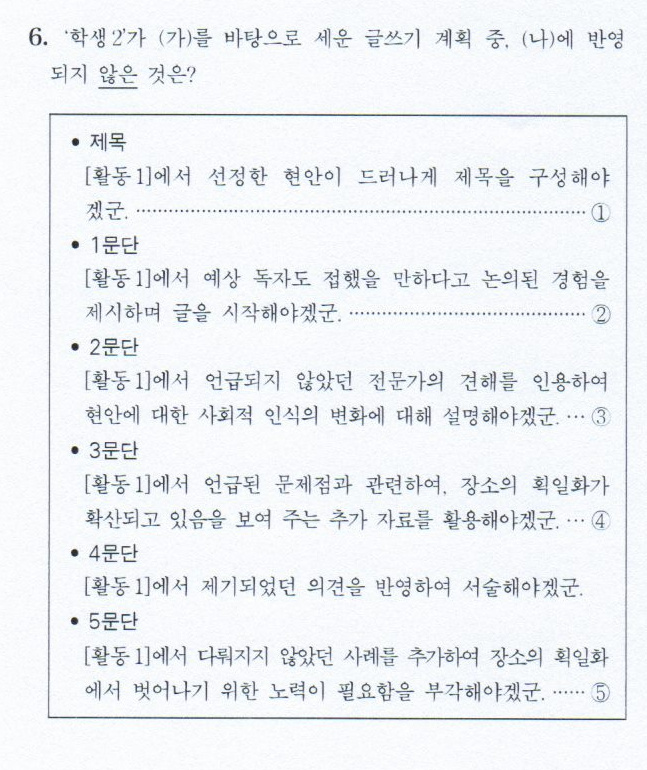 6. '학생 2'가 (가)를 바탕으로 세운 글쓰기 계획 중, (나)에 반영
되지 않은 것은?
• 제목
[활동 1]에서 선정한 현안이 드러나게 제목을 구성해야
겠군. ································ ①
• 1문단
[활동 1]에서 예상 독자도 접했을 만하다고 논의된 경험을
제시하며 글을 시작해야겠군. ················ ②
• 2문단
[활동 1]에서 언급되지 않았던 전문가의 견해를 인용하여
현안에 대한 사회적 인식의 변화에 대해 설명해야겠군. ··· ③
• 3문단
[활동 1]에서 언급된 문제점과 관련하여, 장소의 획일화가
확산되고 있음을 보여 주는 추가 자료를 활용해야겠군. ··· ④
• 4문단
[활동 1]에서 제기되었던 의견을 반영하여 서술해야겠군.
• 5문단
[활동 1]에서 다뤄지지 않았던 사례를 추가하여 장소의 획일화
에서 벗어나기 위한 노력이 필요함을 부각해야겠군. ······ ⑤